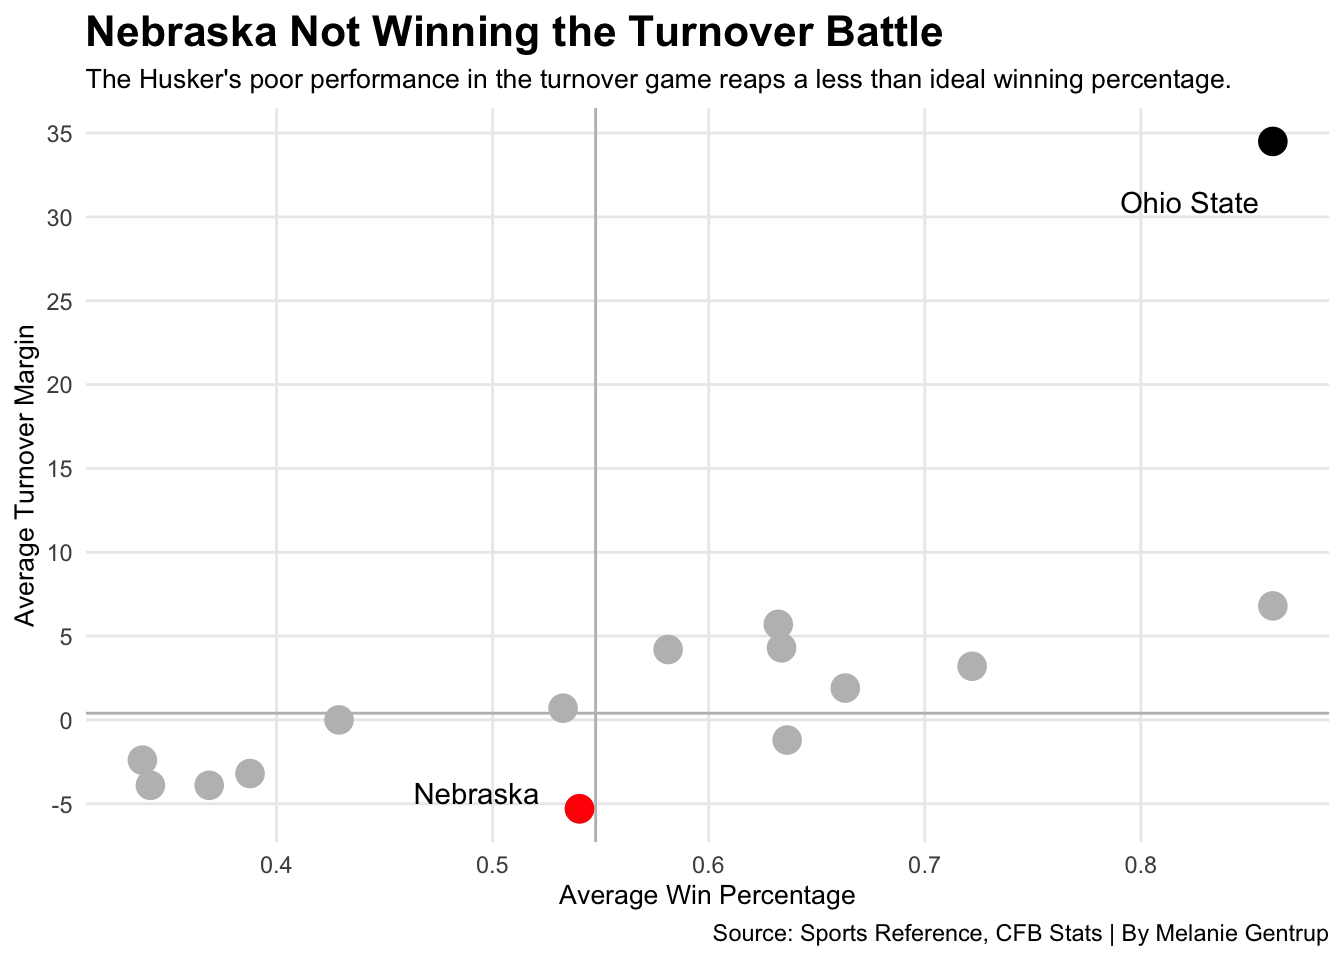 Nebraska Not Winning the Turnover Battle
The Husker's poor performance in the turnover game reaps a less than ideal winning percentage.
35
Ohio State
30
25
20
15
10
5
0
-5
Average Turnover Margin
Nebraska
0.4 0.5 0.6 0.7 0.8
Average Win Percentage
Source: Sports Reference, CFB Stats | By Melanie Gentrup